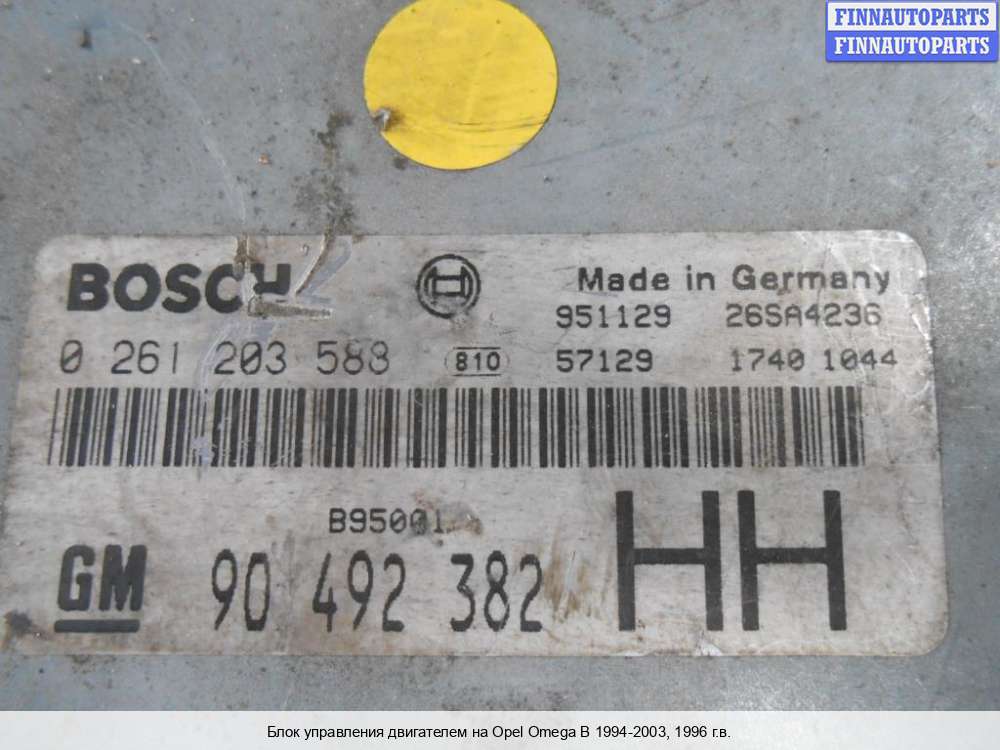 FINNAUTOPARTS
FINNAUTOPARTS
BOSCH
Made in Germany
951129 26SA4236
0 261 203 588 810 57129 1740 1044
B95001
GM 90 492 382 HH
Блок управления двигателем на Opel Omega B 1994-2003, 1996 г.в.